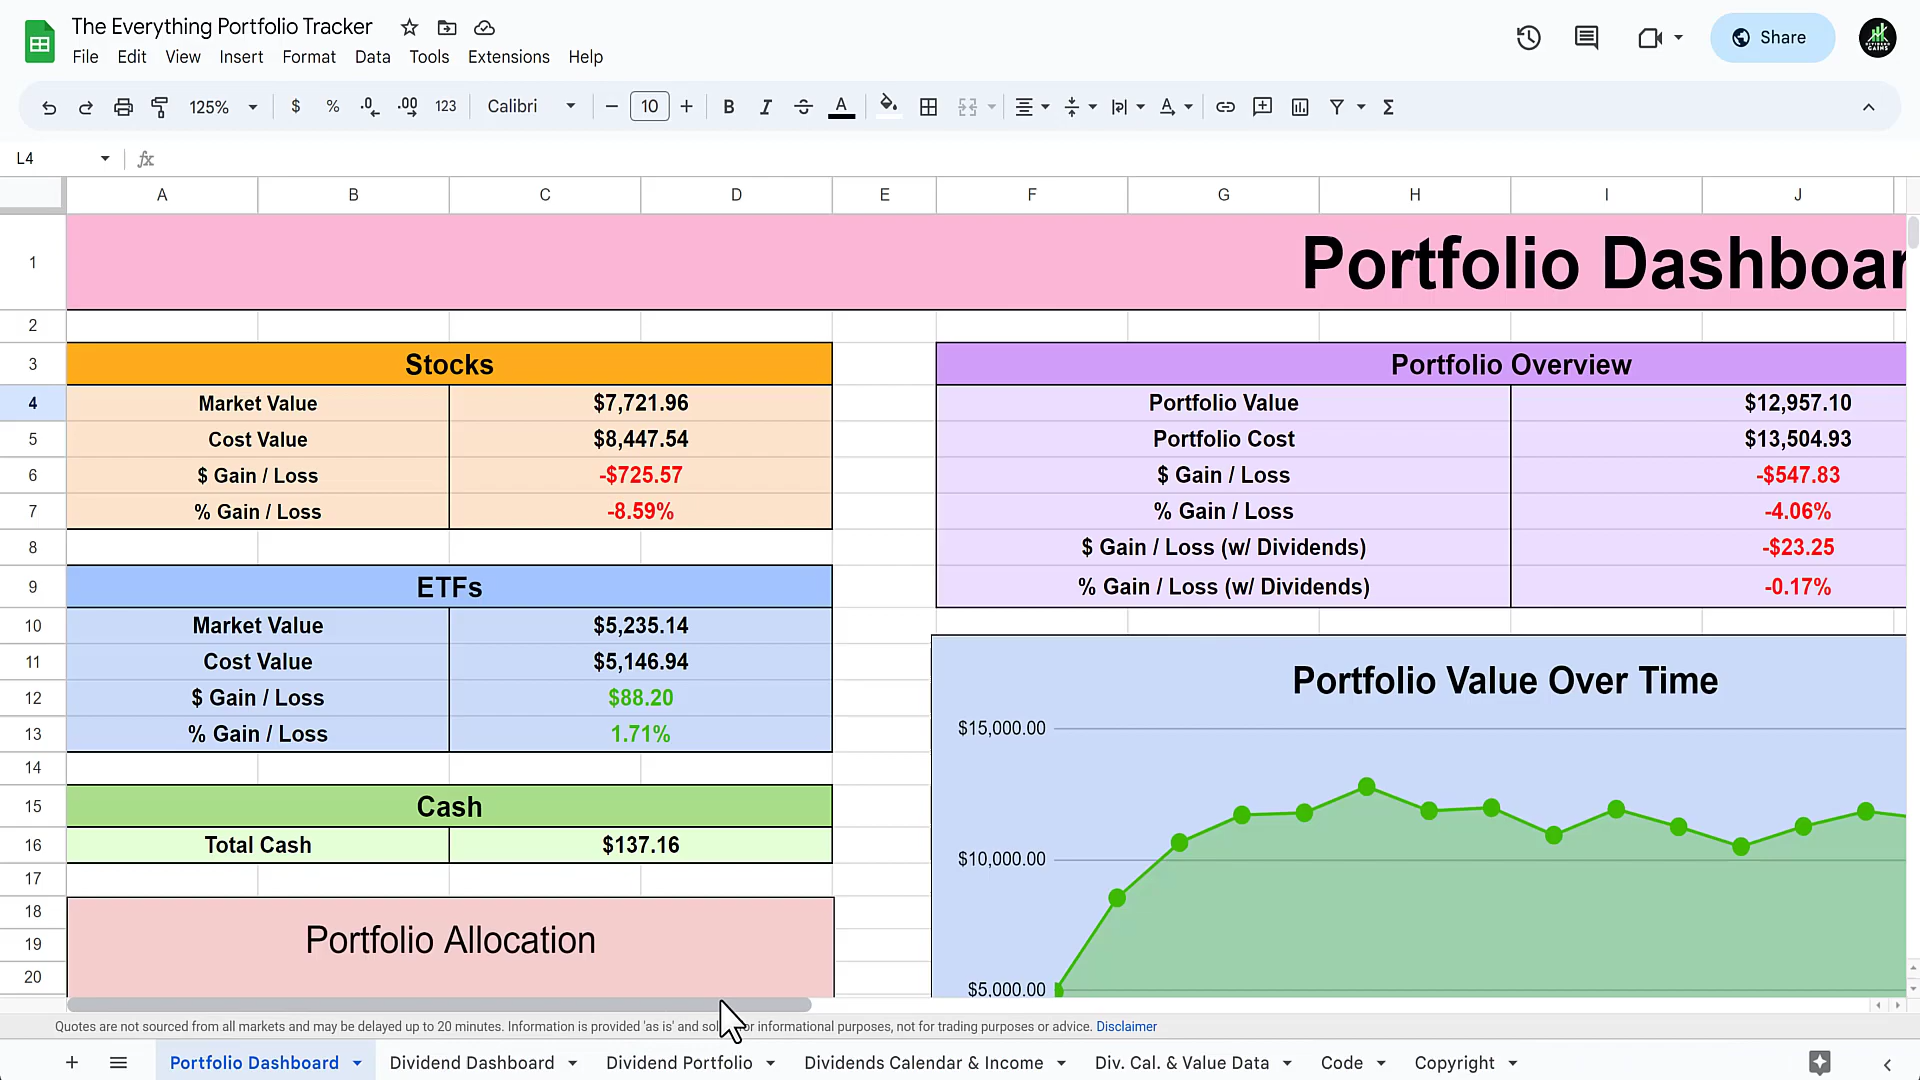 The Everything Portfolio Tracker
File Edit View Insert Format Data Tools Extensions Help
Share
125% $ % .0 .00 123 Calibri 10 B I S A A Σ
L4 fx
A B C D E F G H I J
1 Portfolio Dashboar
2
3 Stocks Portfolio Overview
4 Market Value $7,721.96 Portfolio Value $12,957.10
5 Cost Value $8,447.54 Portfolio Cost $13,504.93
6 $ Gain / Loss -$725.57 $ Gain / Loss -$547.83
7 % Gain / Loss -8.59% % Gain / Loss -4.06%
8 $ Gain / Loss (w/ Dividends) -$23.25
9 ETFs % Gain / Loss (w/ Dividends) -0.17%
10 Market Value $5,235.14
11 Cost Value $5,146.94 Portfolio Value Over Time
12 $ Gain / Loss $88.20
13 % Gain / Loss 1.71% $15,000.00
14
15 Cash
16 Total Cash $137.16 $10,000.00
17
18
19 Portfolio Allocation
20 $5,000.00
Quotes are not sourced from all markets and may be delayed up to 20 minutes. Information is provided 'as is' and sol or informational purposes, not for trading purposes or advice. Disclaimer
Portfolio Dashboard Dividend Dashboard Dividend Portfolio Dividends Calendar & Income Div. Cal. & Value Data Code Copyright